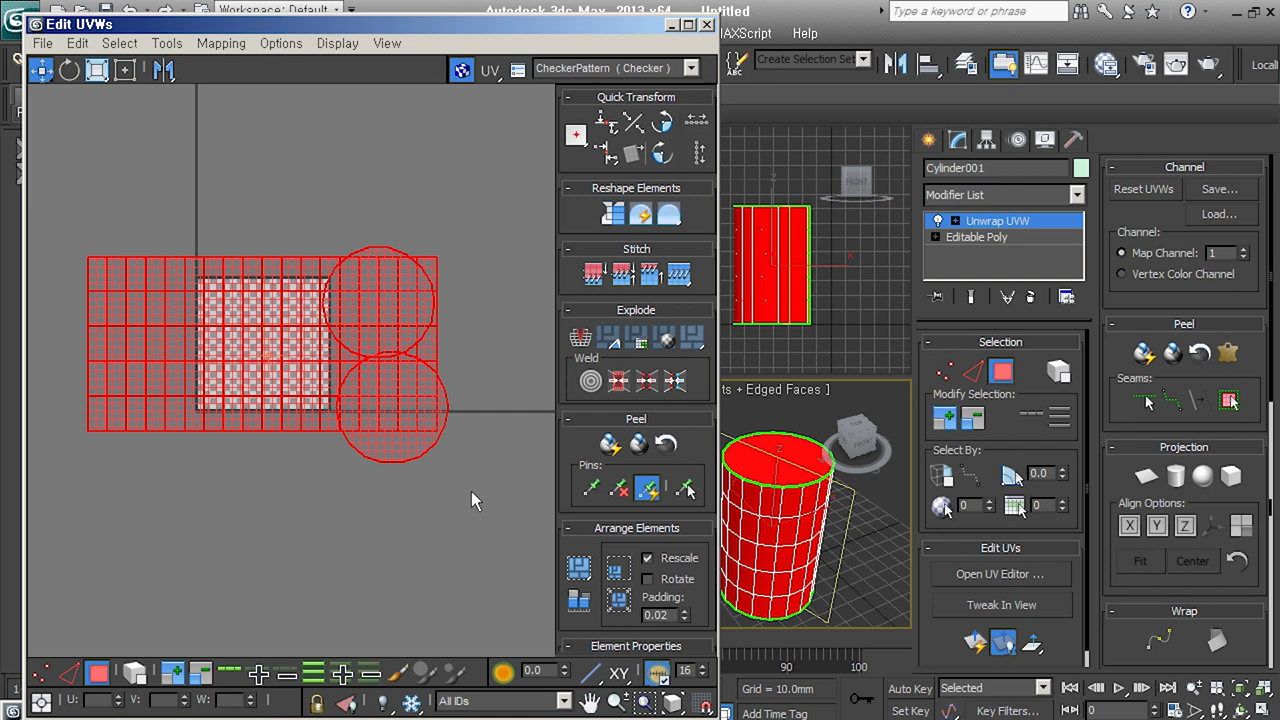 Workspace: Default
Autodesk 3ds Max 2013 x64 Untitled
Type a keyword or phrase
Edit UVWs
File Edit Select Tools Mapping Options Display View
AXScript Help
UV CheckerPattern ( Checker )
Create Selection Set
Locali
Quick Transform
Reshape Elements
Stitch
Explode
Weld
Peel
Pins:
Arrange Elements
Rescale
Rotate
Padding:
0.02
Element Properties
Z
FRONT
X
ts + Edged Faces ]
FRONT
Z
Cylinder001
Modifier List
Unwrap UVW
Editable Poly
Selection
Modify Selection:
Select By:
0.0
0
0
Edit UVs
Open UV Editor ...
Tweak In View
Channel
Reset UVWs Save...
Load...
Channel:
Map Channel: 1
Vertex Color Channel
Peel
Seams:
Projection
Align Options:
X Y Z
Fit Center
Wrap
0.0 XY 16
U: V: W: All IDs
90 100
Grid = 10.0mm
Add Time Tag
Auto Key Selected
Set Key Key Filters... 0